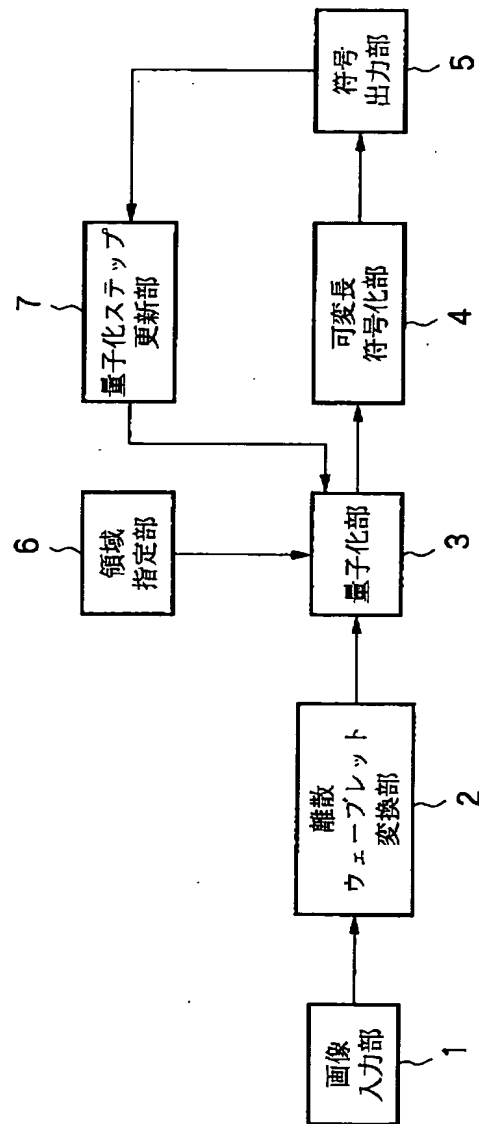 画像
入力部
1
離散
ウェーブレット
変換部
2
量子化部
3
可変長
符号化部
4
符号
出力部
5
領域
指定部
6
量子化ステップ
更新部
7